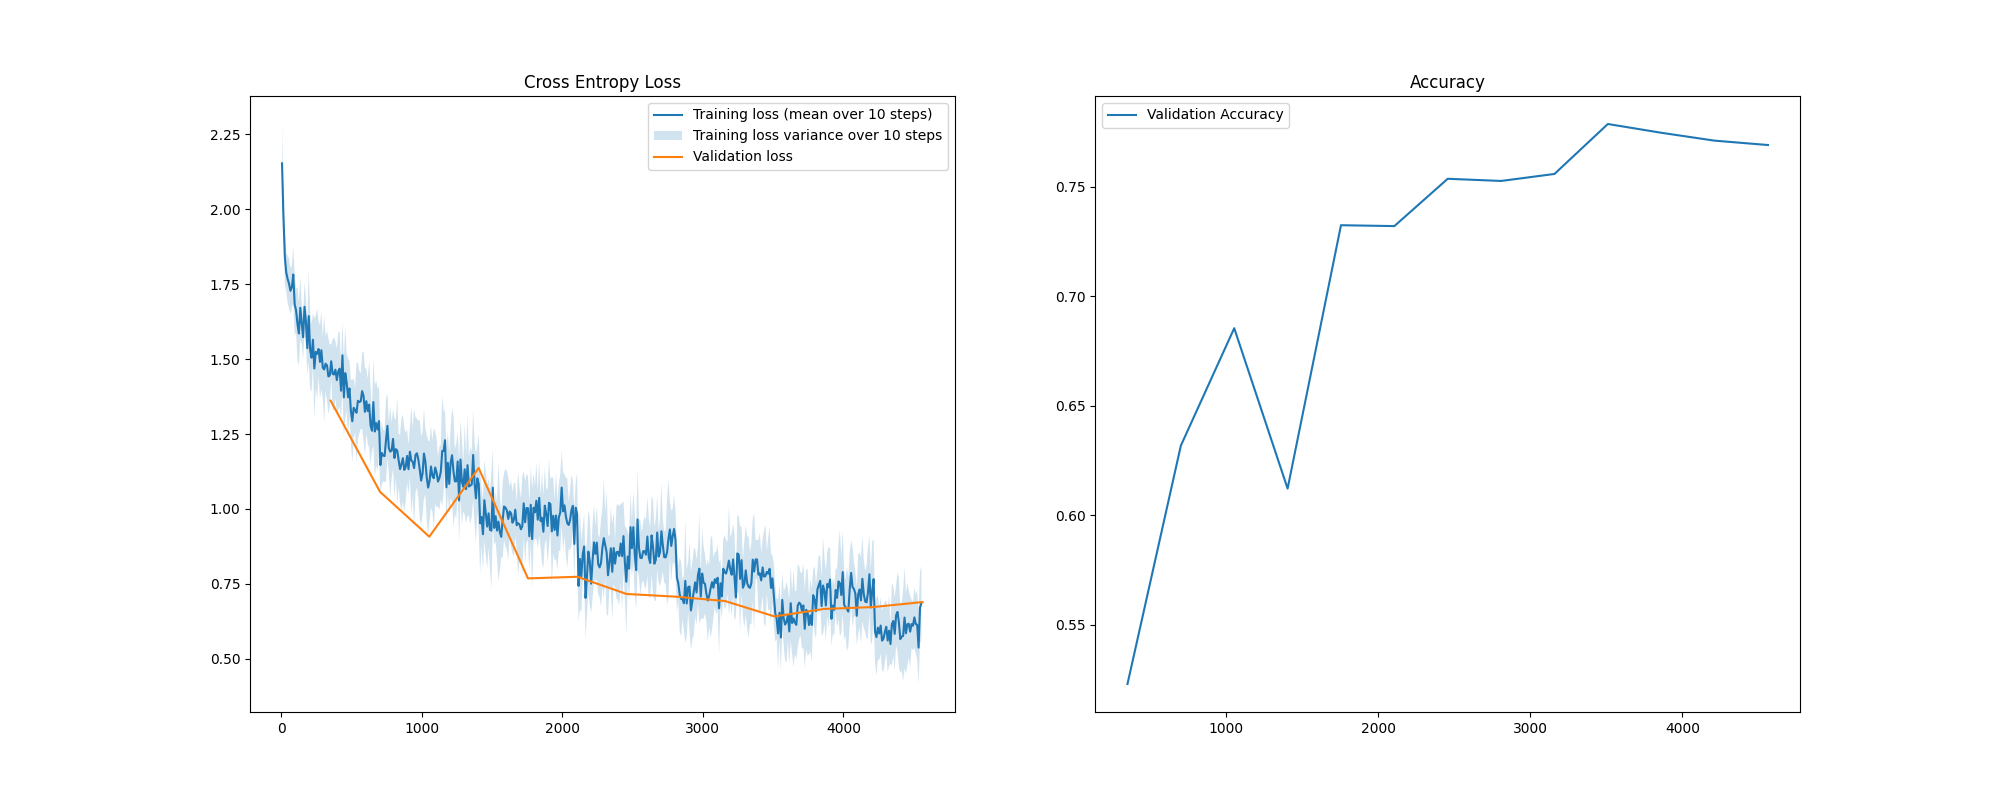 Cross Entropy Loss
Training loss (mean over 10 steps)
Training loss variance over 10 steps
Validation loss
2.25
2.00
1.75
1.50
1.25
1.00
0.75
0.50
0 1000 2000 3000 4000
Accuracy
Validation Accuracy
0.75
0.70
0.65
0.60
0.55
1000 2000 3000 4000